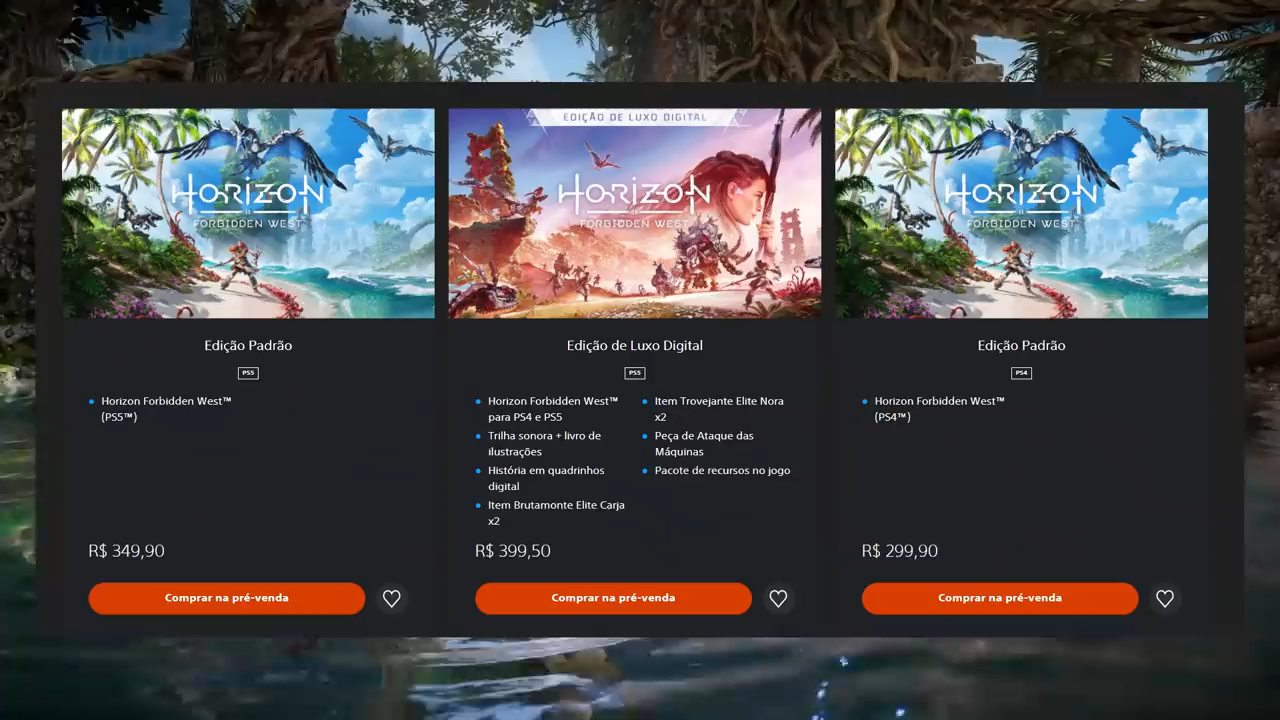 HORIZON
FORBIDDEN WEST
EDIÇÃO DE LUXO DIGITAL
HORIZON
FORBIDDEN WEST
HORIZON
FORBIDDEN WEST
Edição Padrão
PS5
Horizon Forbidden West™
(PS5™)
R$ 349,90
Comprar na pré-venda
Edição de Luxo Digital
PS5
Horizon Forbidden West™
para PS4 e PS5
Trilha sonora + livro de
ilustrações
História em quadrinhos
digital
Item Brutamonte Elite Carja
x2
Item Trovejante Elite Nora
x2
Peça de Ataque das
Máquinas
Pacote de recursos no jogo
R$ 399,50
Comprar na pré-venda
Edição Padrão
PS4
Horizon Forbidden West™
(PS4™)
R$ 299,90
Comprar na pré-venda